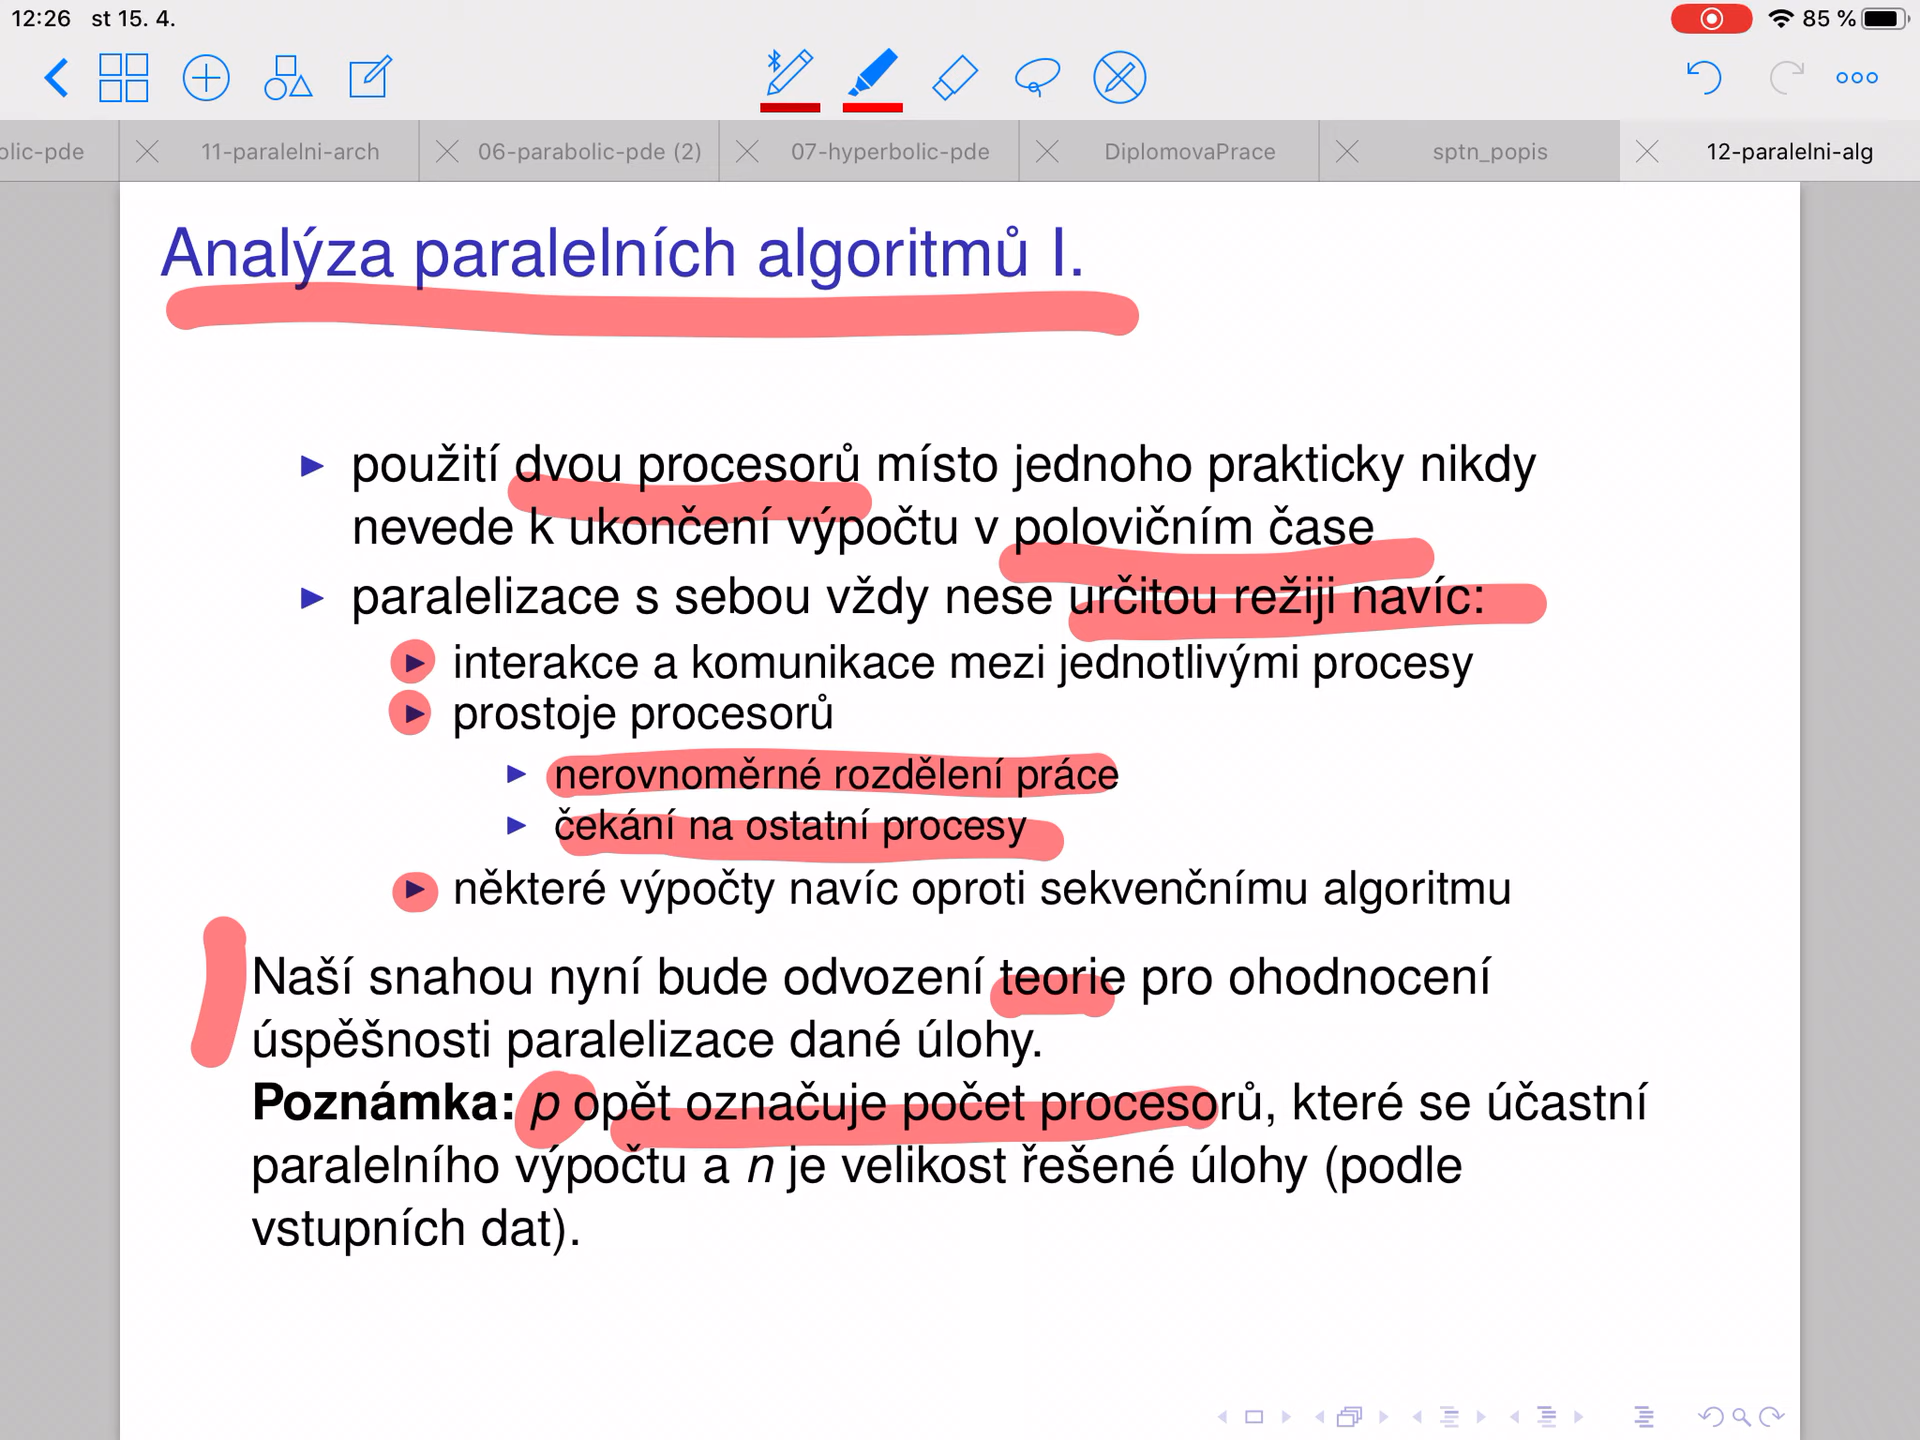 12:26 st 15. 4.
85 %
olic-pde
11-paralelni-arch
06-parabolic-pde (2)
07-hyperbolic-pde
DiplomovaPrace
sptn_popis
12-paralelni-alg
Analýza paralelních algoritmů I.
použití dvou procesorů místo jednoho prakticky nikdy
nevede k ukončení výpočtu v polovičním čase
paralelizace s sebou vždy nese určitou režiji navíc:
interakce a komunikace mezi jednotlivými procesy
prostoje procesorů
nerovnoměrné rozdělení práce
čekání na ostatní procesy
některé výpočty navíc oproti sekvenčnímu algoritmu
Naší snahou nyní bude odvození teorie pro ohodnocení
úspěšnosti paralelizace dané úlohy.
Poznámka: p opět označuje počet procesorů, které se účastní
paralelního výpočtu a n je velikost řešené úlohy (podle
vstupních dat).